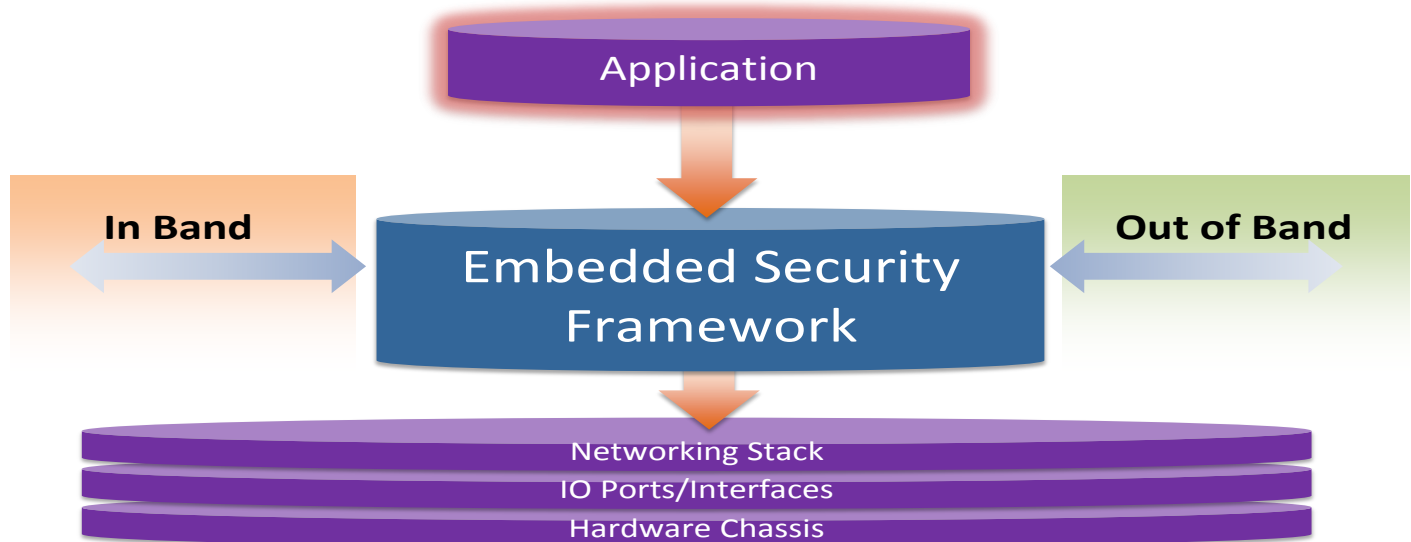 Application
In Band
Out of Band
Embedded Security
Framework
Networking Stack
IO Ports/Interfaces
Hardware Chassis